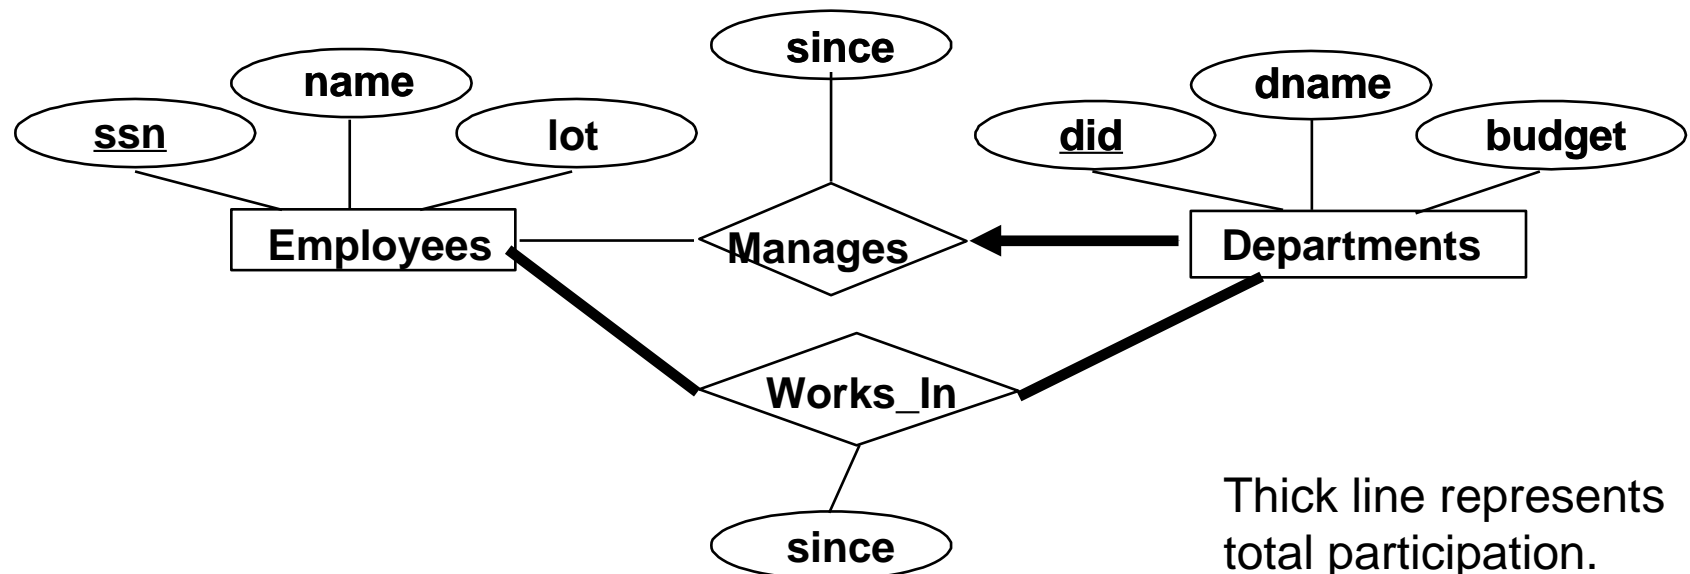 since
name
dname
ssn
lot
did
budget
Employees
Manages
Departments
Works_In
since
Thick line represents
total participation.